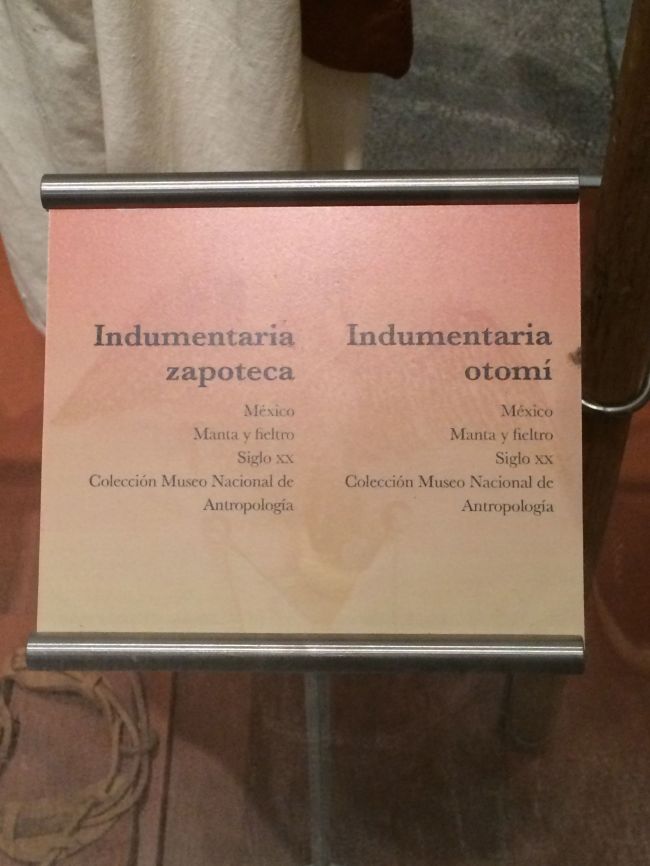 Indumentaria
zapoteca
México
Manta y fieltro
Siglo XX
Colección Museo Nacional de
Antropología
Indumentaria
otomí
México
Manta y fieltro
Siglo XX
Colección Museo Nacional de
Antropología